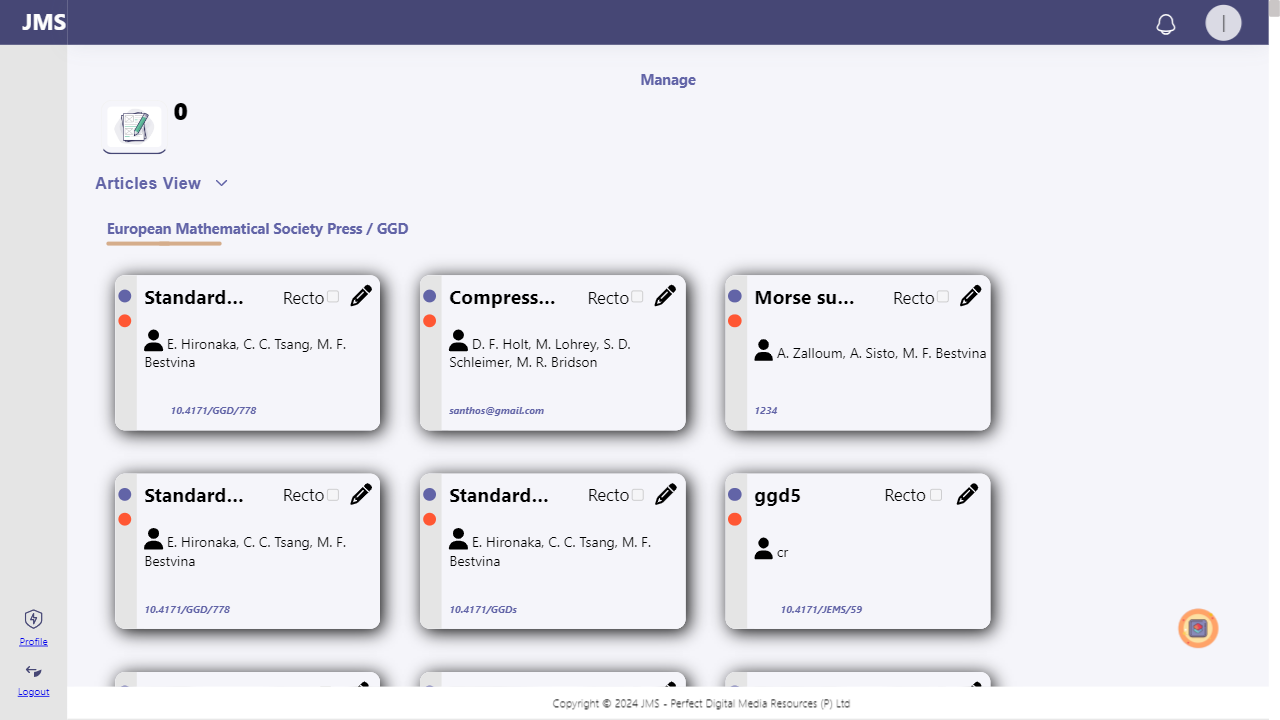 JMS
Manage
0
Articles View
European Mathematical Society Press / GGD
Standard... Recto
E. Hironaka, C. C. Tsang, M. F.
Bestvina
10.4171/GGD/778
Compress... Recto
D. F. Holt, M. Lohrey, S. D.
Schleimer, M. R. Bridson
santhos@gmail.com
Morse su... Recto
A. Zalloum, A. Sisto, M. F. Bestvina
1234
Standard... Recto
E. Hironaka, C. C. Tsang, M. F.
Bestvina
10.4171/GGD/778
Standard... Recto
E. Hironaka, C. C. Tsang, M. F.
Bestvina
10.4171/GGDs
ggd5 Recto
cr
10.4171/JEMS/59
Profile
Logout
Copyright © 2024 JMS - Perfect Digital Media Resources (P) Ltd